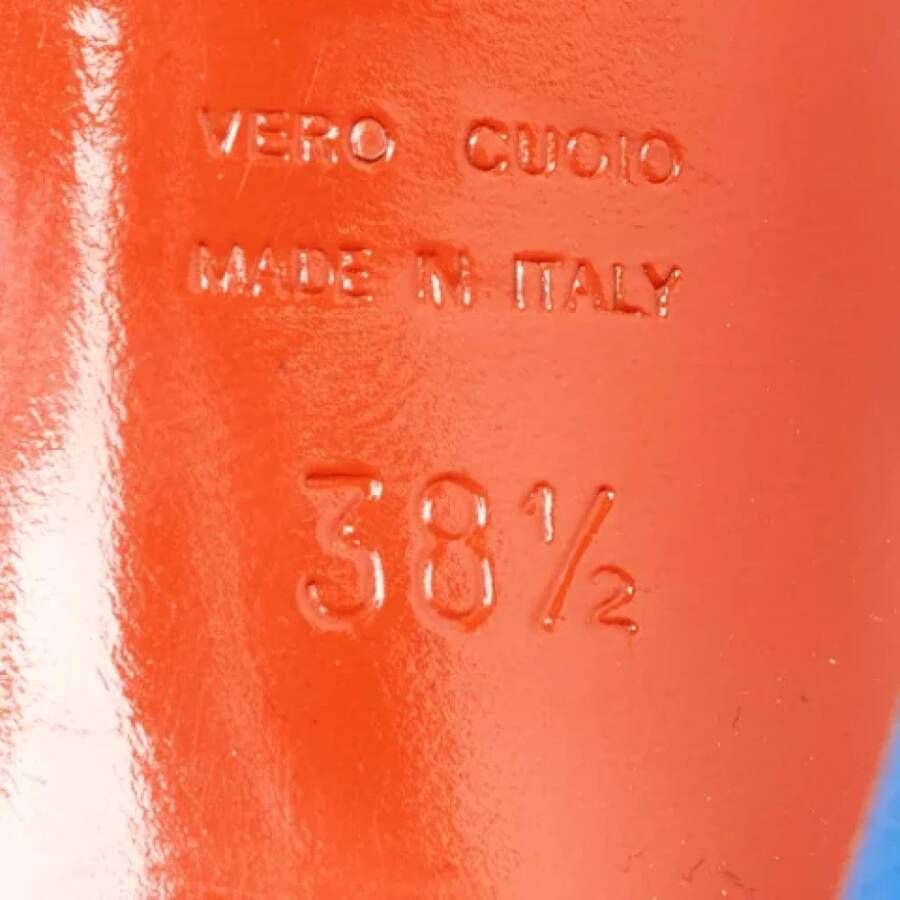 VERO CUOIO
MADE IN ITALY
38½